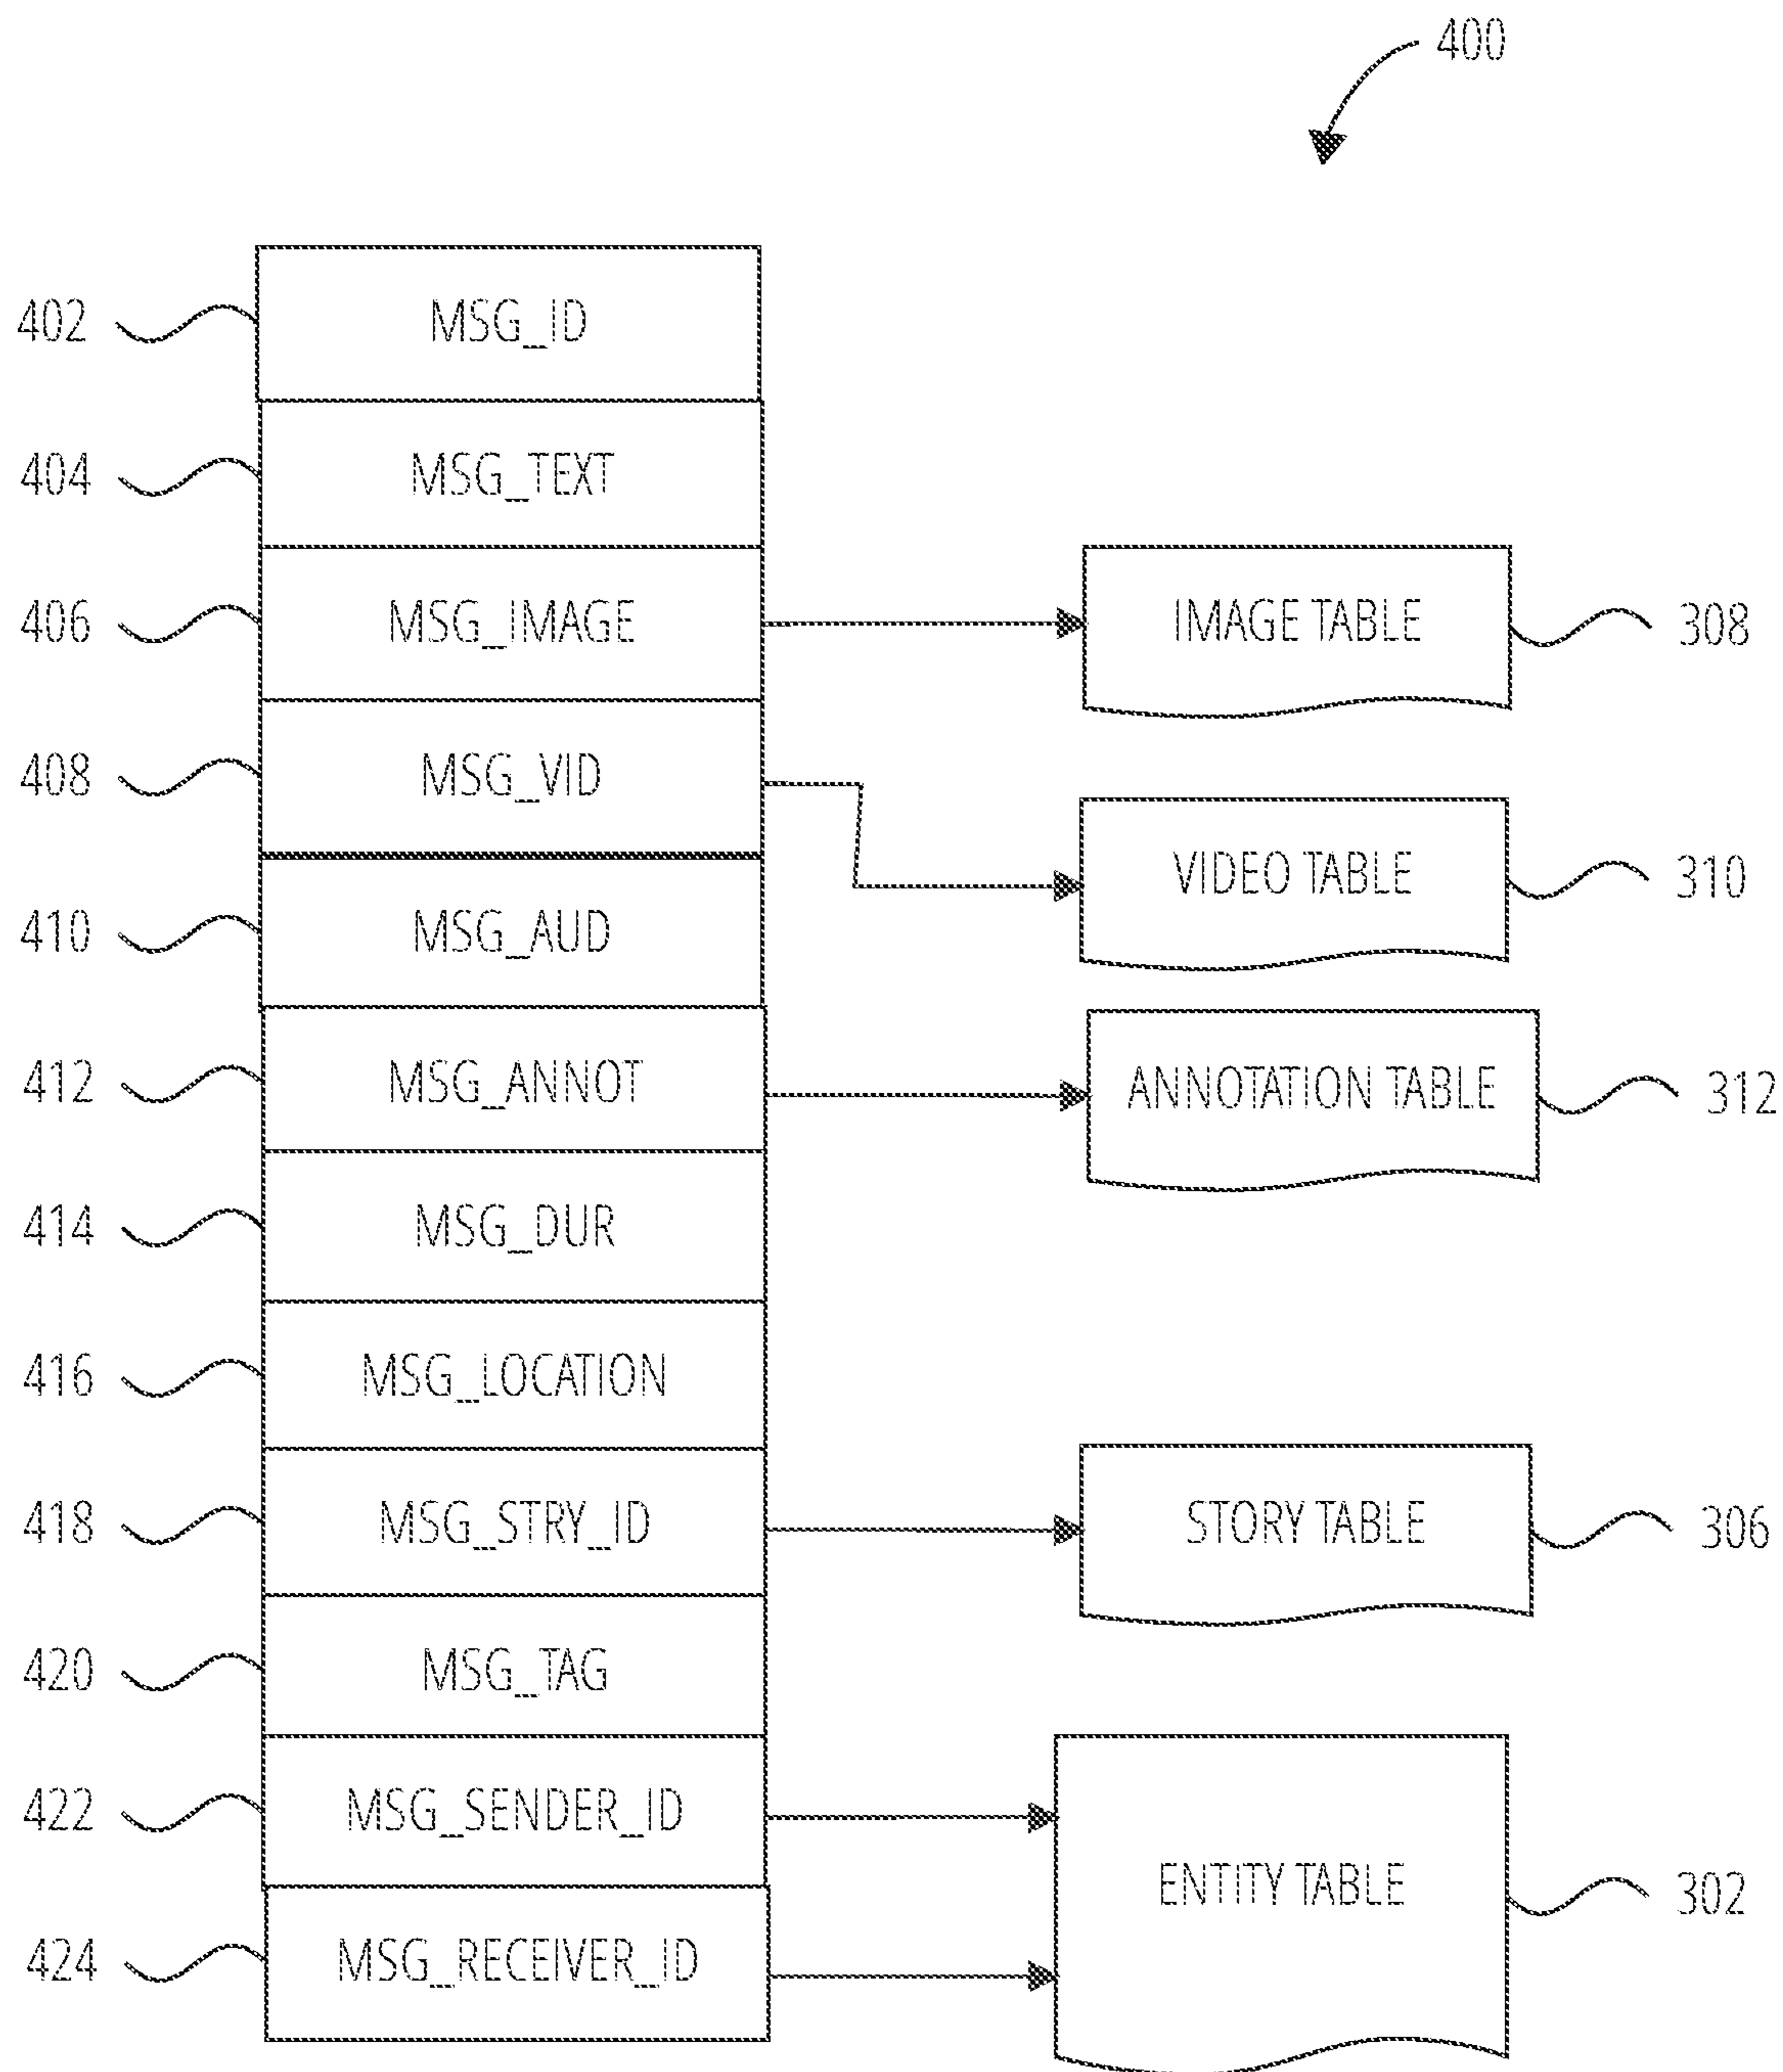 400
402 MSG_ID
404 MSG_TEXT
406 MSG_IMAGE IMAGE TABLE 308
408 MSG_VID
VIDEO TABLE 310
410 MSG_AUD
412 MSG_ANNOT ANNOTATION TABLE 312
414 MSG_DUR
416 MSG_LOCATION
418 MSG_STRY_ID STORY TABLE 306
420 MSG_TAG
422 MSG_SENDER_ID
ENTITY TABLE 302
424 MSG_RECEIVER_ID